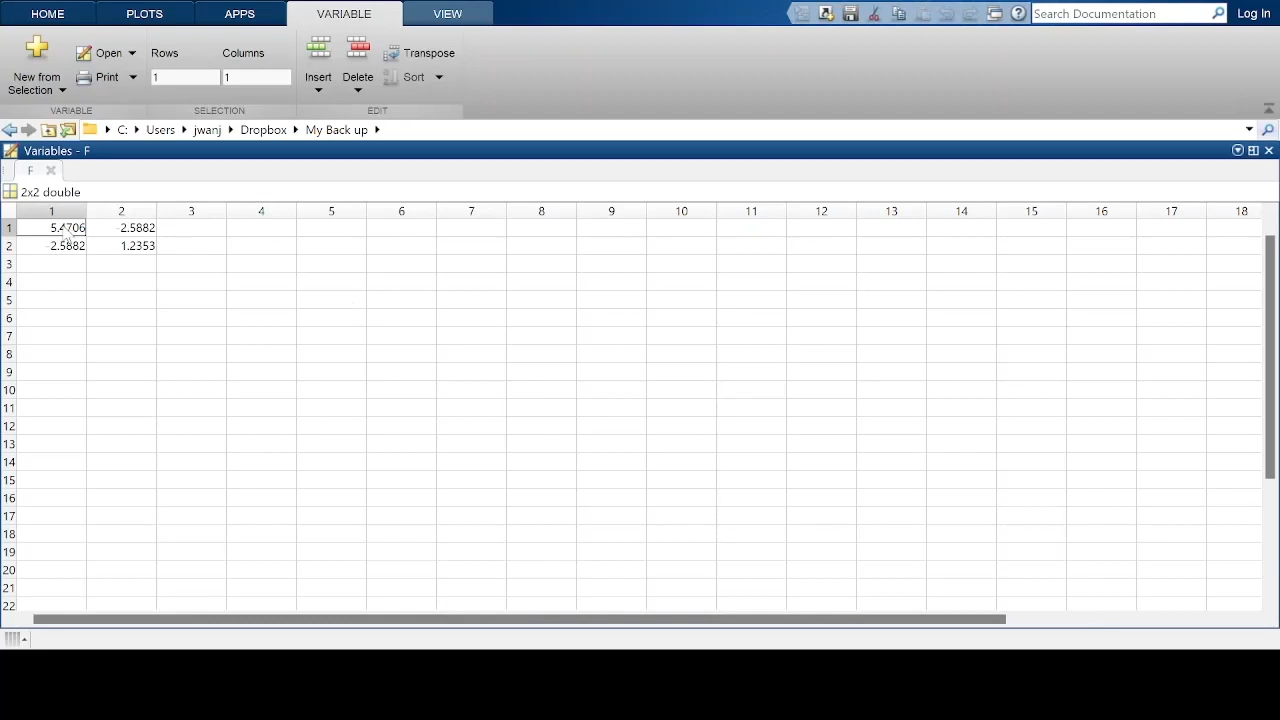 HOME PLOTS APPS VARIABLE VIEW Search Documentation Log In
New from Selection
Open
Print
Rows Columns
1 1
Insert
Delete
Transpose
Sort
VARIABLE SELECTION EDIT
C: Users jwanj Dropbox My Back up
Variables - F
F
2x2 double
1 2 3 4 5 6 7 8 9 10 11 12 13 14 15 16 17 18
1 5.4706 -2.5882
2 -2.5882 1.2353
3
4
5
6
7
8
9
10
11
12
13
14
15
16
17
18
19
20
21
22